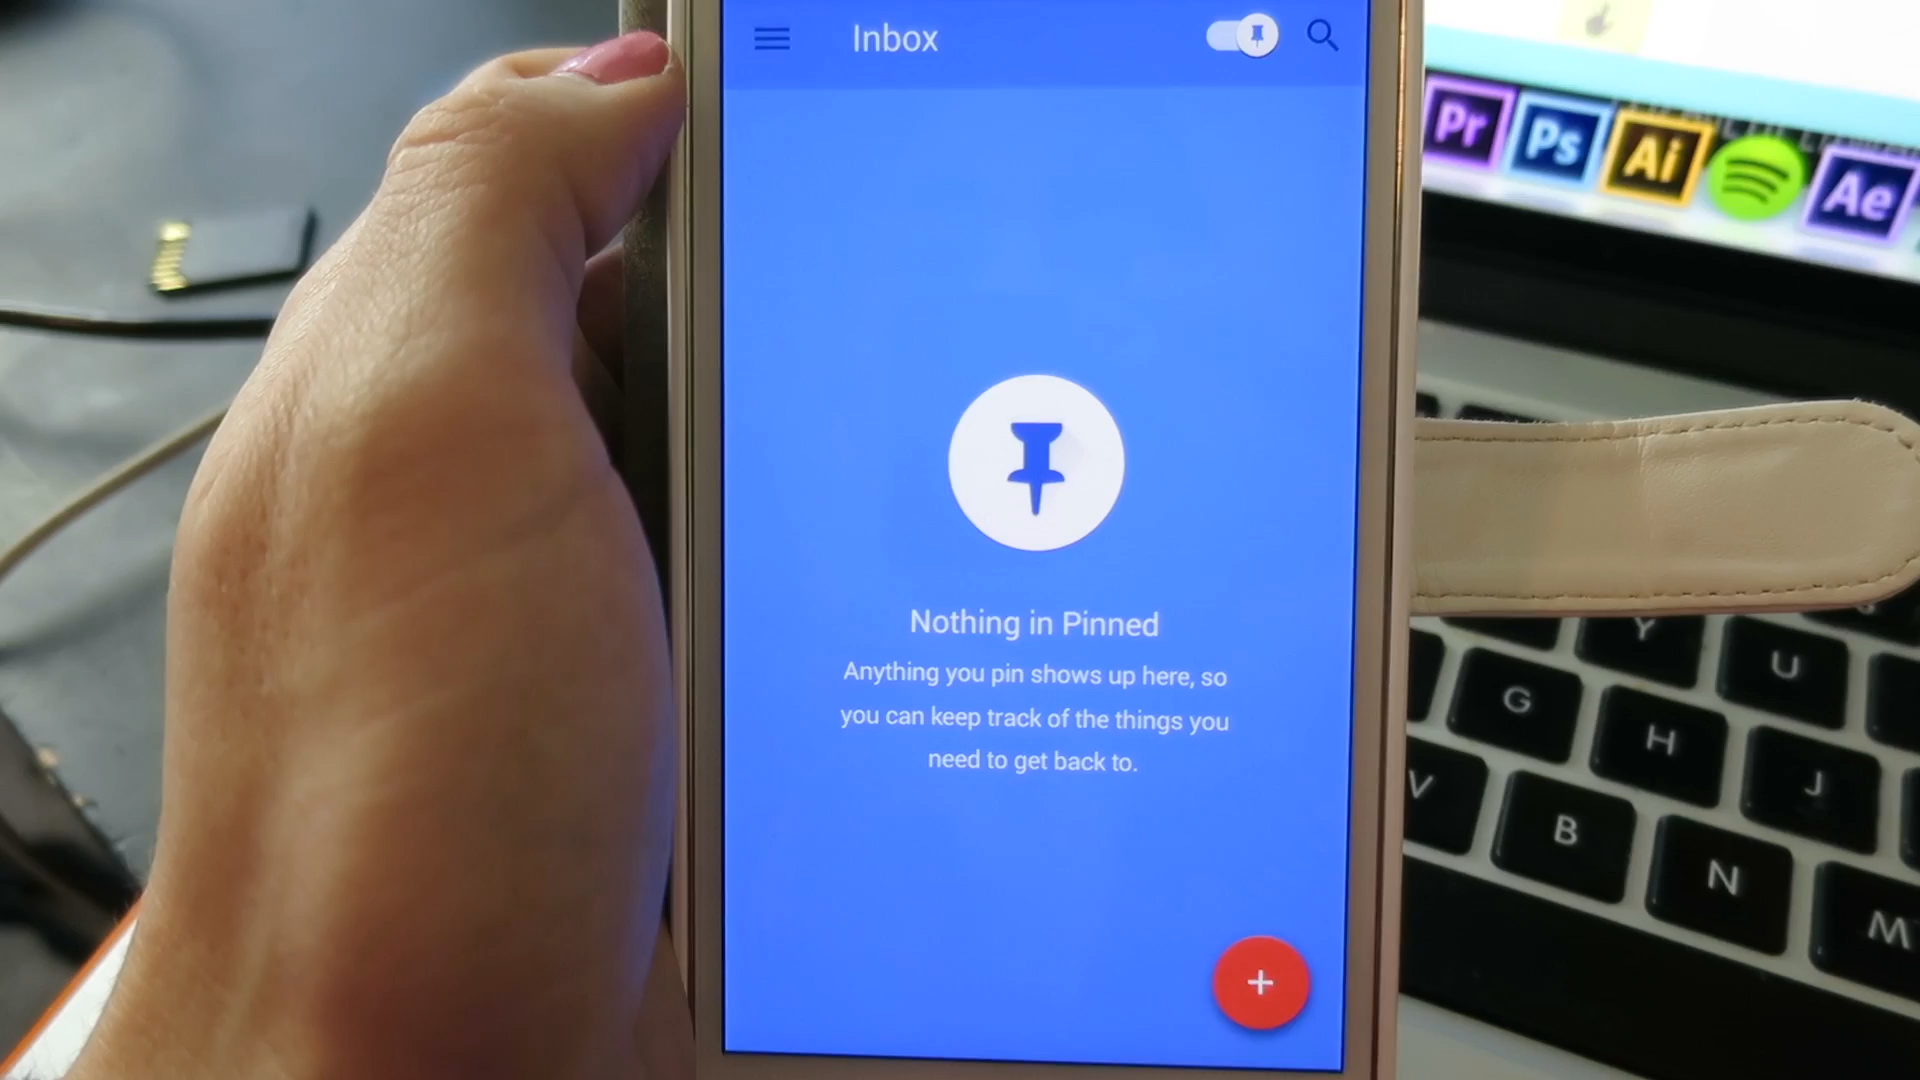 Inbox
Nothing in Pinned
Anything you pin shows up here, so
you can keep track of the things you
need to get back to.
Pr
Ps
Ai
Ae
Y
U
G
H
J
V
B
N
M